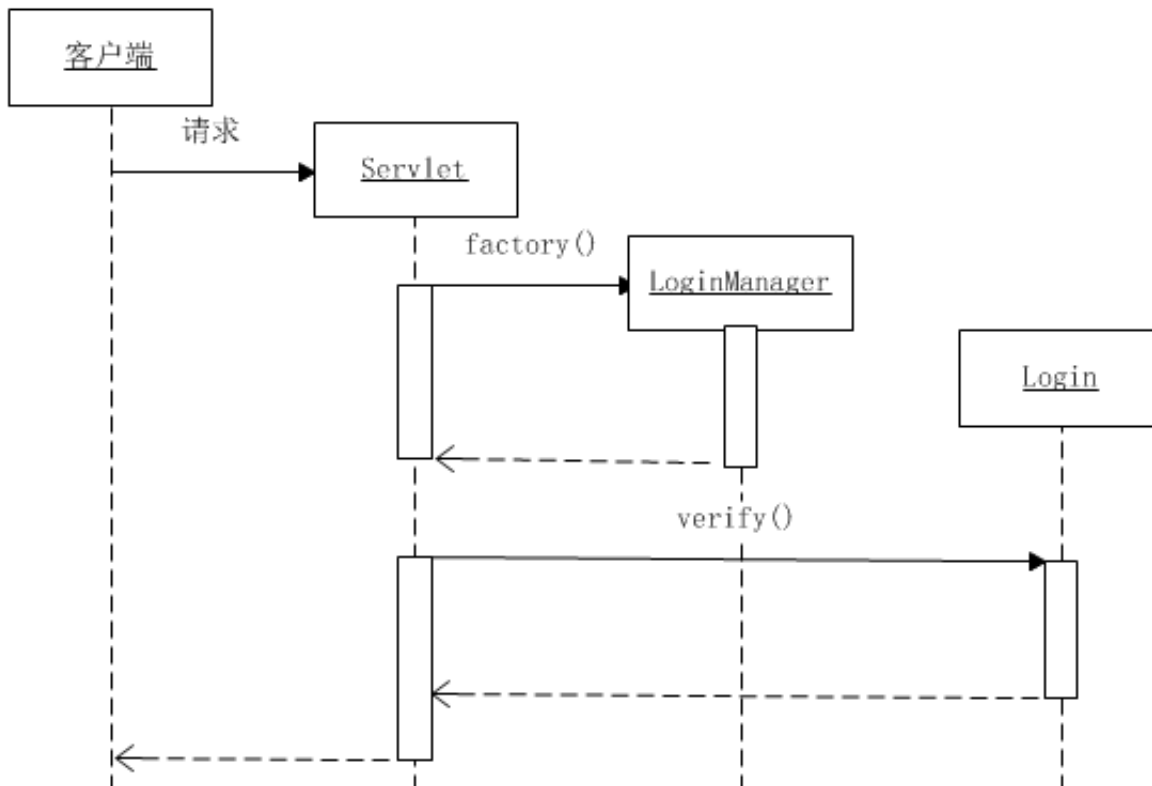 客户端
请求
Servlet
factory()
LoginManager
Login
verify()